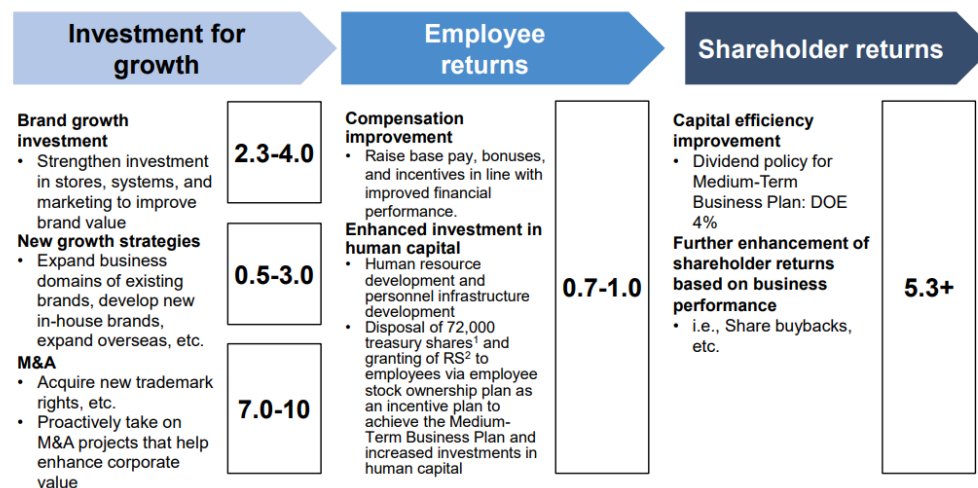 Investment for
growth
Brand growth
investment
• Strengthen investment
in stores, systems, and
marketing to improve
brand value
2.3-4.0
New growth strategies
• Expand business
domains of existing
brands, develop new
in-house brands,
expand overseas, etc.
0.5-3.0
M&A
• Acquire new trademark
rights, etc.
• Proactively take on
M&A projects that help
enhance corporate
value
7.0-10
Employee
returns
Compensation
improvement
• Raise base pay, bonuses,
and incentives in line with
improved financial
performance.
Enhanced investment in
human capital
• Human resource
development and
personnel infrastructure
development
• Disposal of 72,000
treasury shares¹ and
granting of RS² to
employees via employee
stock ownership plan as
an incentive plan to
achieve the Medium-
Term Business Plan and
increased investments in
human capital
0.7-1.0
Shareholder returns
Capital efficiency
improvement
• Dividend policy for
Medium-Term
Business Plan: DOE
4%
Further enhancement of
shareholder returns
based on business
performance
• i.e., Share buybacks,
etc.
5.3+